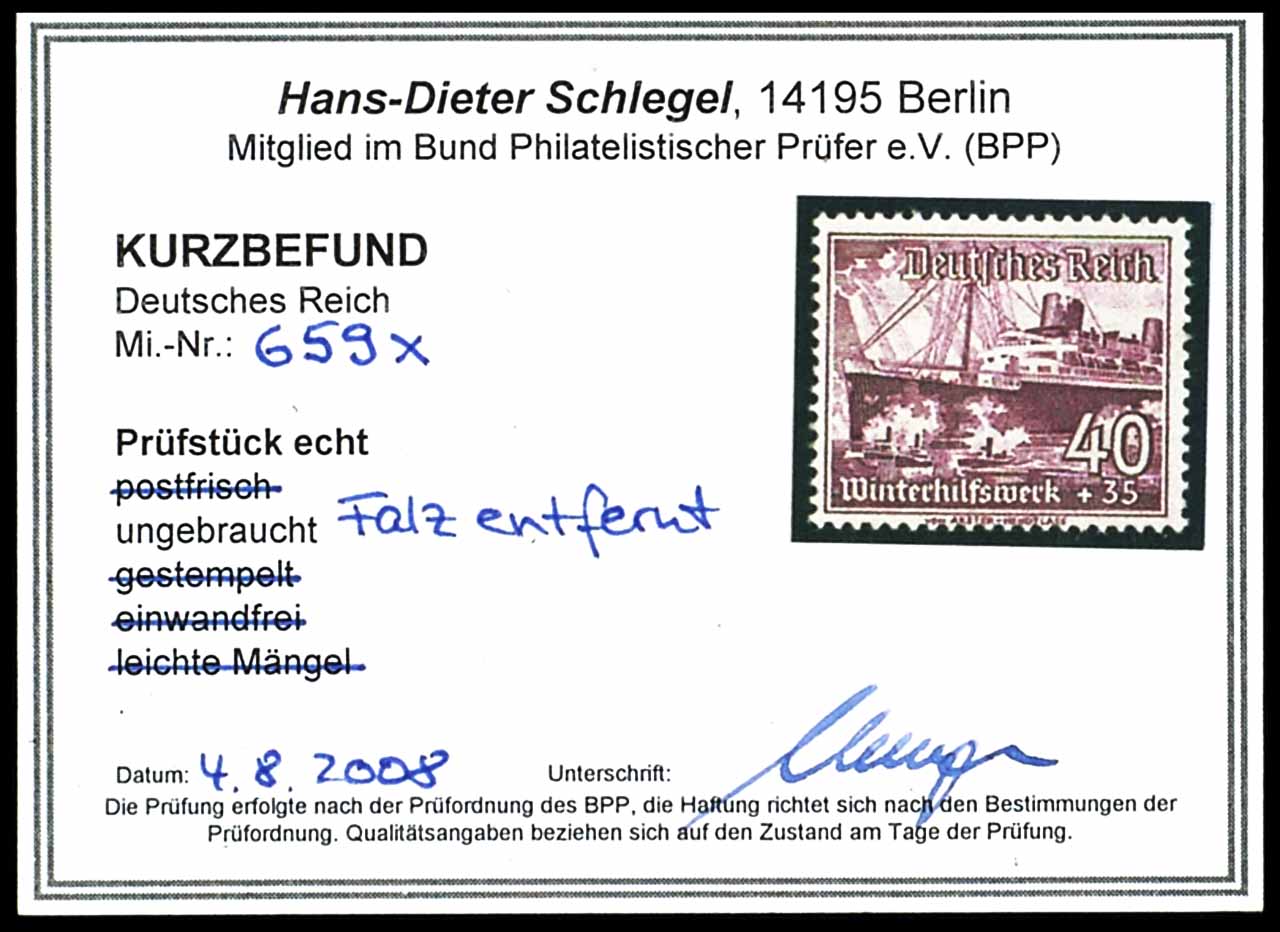 Hans-Dieter Schlegel, 14195 Berlin
Mitglied im Bund Philatelistischer Prüfer e.V. (BPP)
KURZBEFUND
Deutsches Reich
Mi.-Nr.: 659x
Deutsches Reich
40
Winterhilfswerk + 35
Prüfstück echt
postfrisch
ungebraucht Falz entfernt
gestempelt
einwandfrei
leichte Mängel
Datum: 4.8.2008 Unterschrift:
Die Prüfung erfolgte nach der Prüfordnung des BPP, die Haftung richtet sich nach den Bestimmungen der
Prüfordnung. Qualitätsangaben beziehen sich auf den Zustand am Tage der Prüfung.